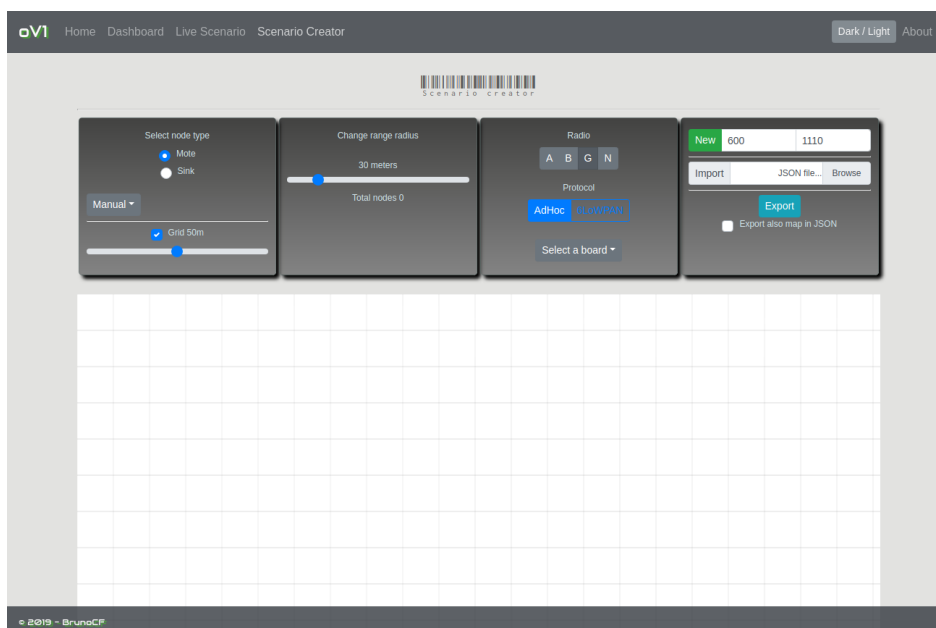 oV1 Home Dashboard Live Scenario Scenario Creator Dark / Light About
Scenario creator
Select node type
Mote
Sink
Manual
Grid 50m
Change range radius
30 meters
Total nodes 0
Radio
A B G N
Protocol
AdHoc
Select a board
New 600 1110
Import JSON file... Browse
Export
Export also map in JSON
© 2019 - BrunoCF